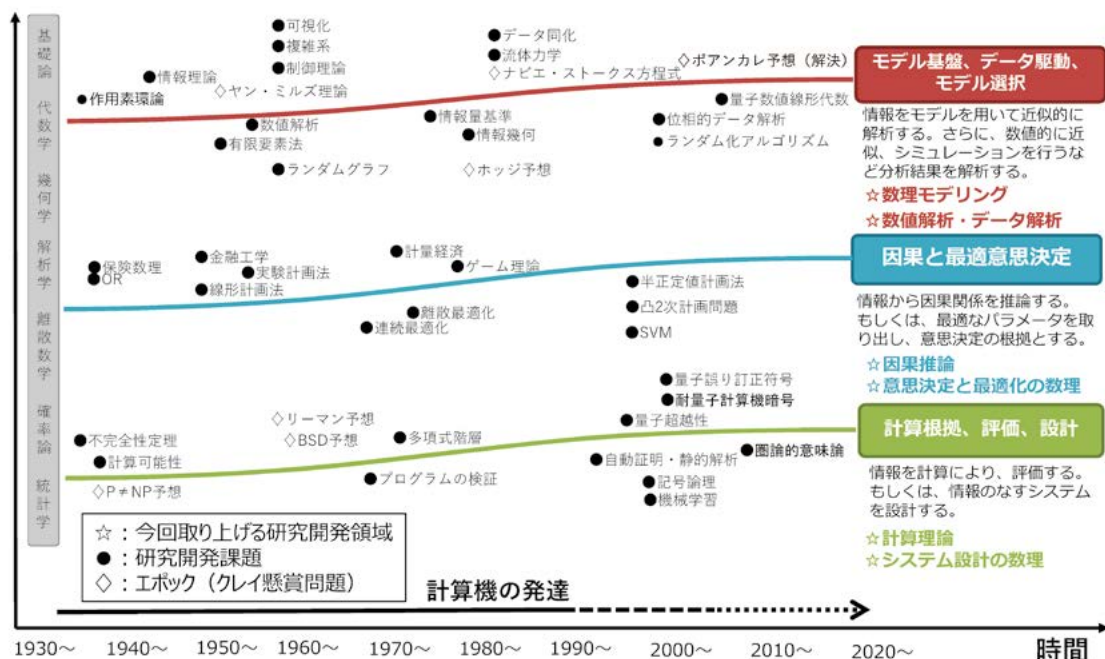 基礎論
代数学
幾何学
解析学
離散数学
確率論
統計学
●可視化
●複雑系
●制御理論
●情報理論
◇ヤン・ミルズ理論
●作用素環論
●数値解析
●有限要素法
●ランダムグラフ
●データ同化
●流体力学
◇ナビエ・ストークス方程式
◇ポアンカレ予想（解決）
●情報量基準
●情報幾何
◇ホッジ予想
●量子数値線形代数
●位相的データ解析
●ランダム化アルゴリズム
モデル基盤、データ駆動、
モデル選択
情報をモデルを用いて近似的に
解析する。さらに、数値的に近
似、シミュレーションを行うな
ど分析結果を解析する。
☆数理モデリング
☆数値解析・データ解析
●保険数理
●OR
●金融工学
●実験計画法
●線形計画法
●計量経済
●ゲーム理論
●離散最適化
●連続最適化
●半正定値計画法
●凸2次計画問題
●SVM
因果と最適意思決定
情報から因果関係を推論する。
もしくは、最適なパラメータを取
り出し、意思決定の根拠とする。
☆因果推論
☆意思決定と最適化の数理
●不完全性定理
●計算可能性
◇P≠NP予想
◇リーマン予想
◇BSD予想
●多項式階層
●プログラムの検証
●量子誤り訂正符号
●耐量子計算機暗号
●量子超越性
●自動証明・静的解析
●圏論的意味論
●記号論理
●機械学習
計算根拠、評価、設計
情報を計算により、評価する。
もしくは、情報のなすシステム
を設計する。
☆計算理論
☆システム設計の数理
☆：今回取り上げる研究開発領域
●：研究開発課題
◇：エポック（クレイ懸賞問題）
計算機の発達
1930～ 1940～ 1950～ 1960～ 1970～ 1980～ 1990～ 2000～ 2010～ 2020～ 時間